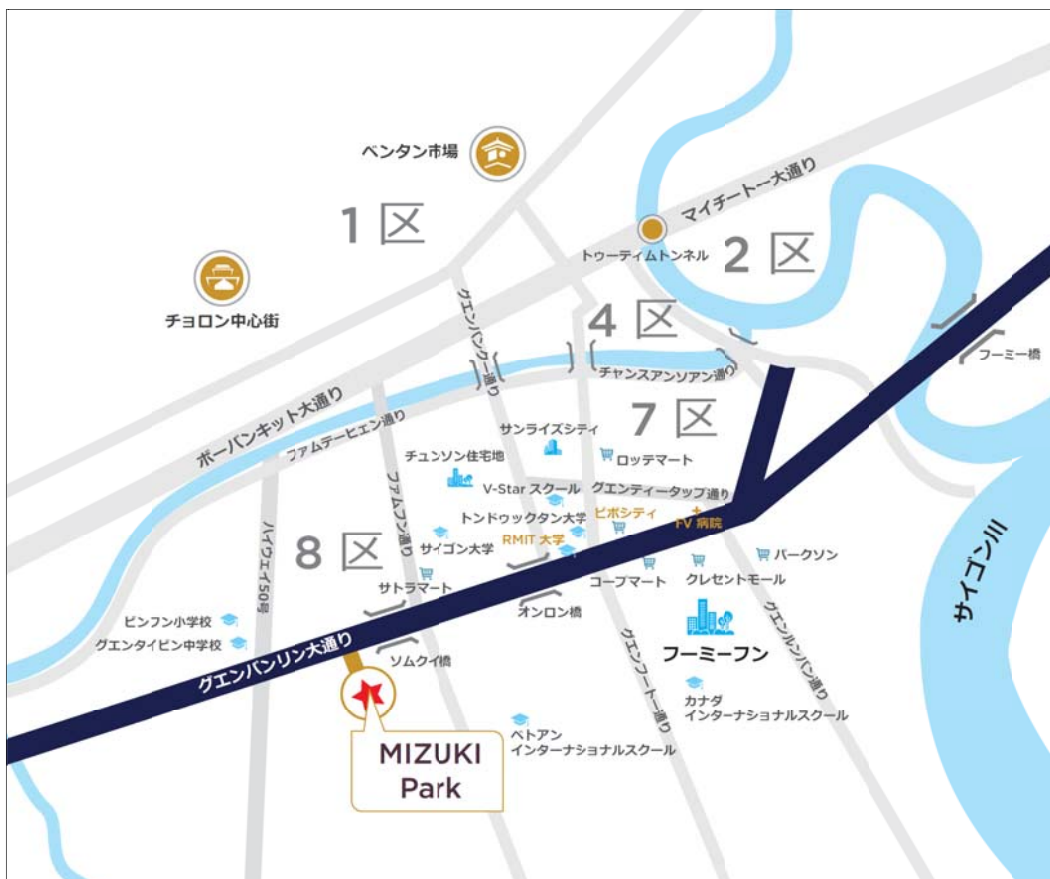 ベンタン市場
1 区
マイチートー大通り
トゥーティムトンネル
2 区
チョロン中心街
4 区
グエンバンクー通り
フーミー橋
チャンスアンソアン通り
ボーバンキット大通り
ファムテーヒェン通り
7 区
サンライズシティ
ロッテマート
チュンソン住宅地
V-Star スクール
グエンティータップ通り
トンドゥックタン大学
ビボシティ
FV 病院
ファムフン通り
サイゴン大学
RMIT 大学
8 区
ハイウェイ50号
サトラマート
コープマート
クレセントモール
パークソン
オンロン橋
ビンフン小学校
グエンタイビン中学校
ソムクイ橋
フーミーフン
グエンバンリン大通り
グエンフートー通り
グエンルンバン通り
サイゴン川
カナダ
インターナショナルスクール
ベトアン
インターナショナルスクール
MIZUKI
Park